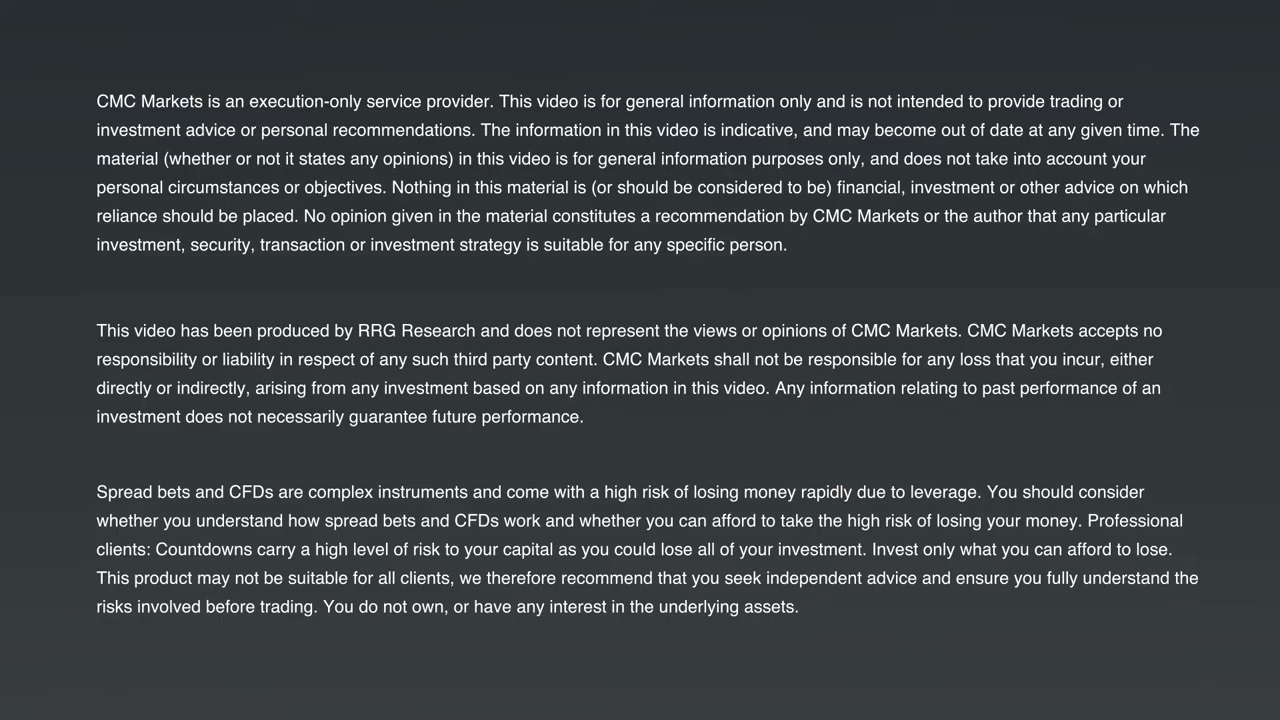 CMC Markets is an execution-only service provider. This video is for general information only and is not intended to provide trading or
investment advice or personal recommendations. The information in this video is indicative, and may become out of date at any given time. The
material (whether or not it states any opinions) in this video is for general information purposes only, and does not take into account your
personal circumstances or objectives. Nothing in this material is (or should be considered to be) financial, investment or other advice on which
reliance should be placed. No opinion given in the material constitutes a recommendation by CMC Markets or the author that any particular
investment, security, transaction or investment strategy is suitable for any specific person.
This video has been produced by RRG Research and does not represent the views or opinions of CMC Markets. CMC Markets accepts no
responsibility or liability in respect of any such third party content. CMC Markets shall not be responsible for any loss that you incur, either
directly or indirectly, arising from any investment based on any information in this video. Any information relating to past performance of an
investment does not necessarily guarantee future performance.
Spread bets and CFDs are complex instruments and come with a high risk of losing money rapidly due to leverage. You should consider
whether you understand how spread bets and CFDs work and whether you can afford to take the high risk of losing your money. Professional
clients: Countdowns carry a high level of risk to your capital as you could lose all of your investment. Invest only what you can afford to lose.
This product may not be suitable for all clients, we therefore recommend that you seek independent advice and ensure you fully understand the
risks involved before trading. You do not own, or have any interest in the underlying assets.